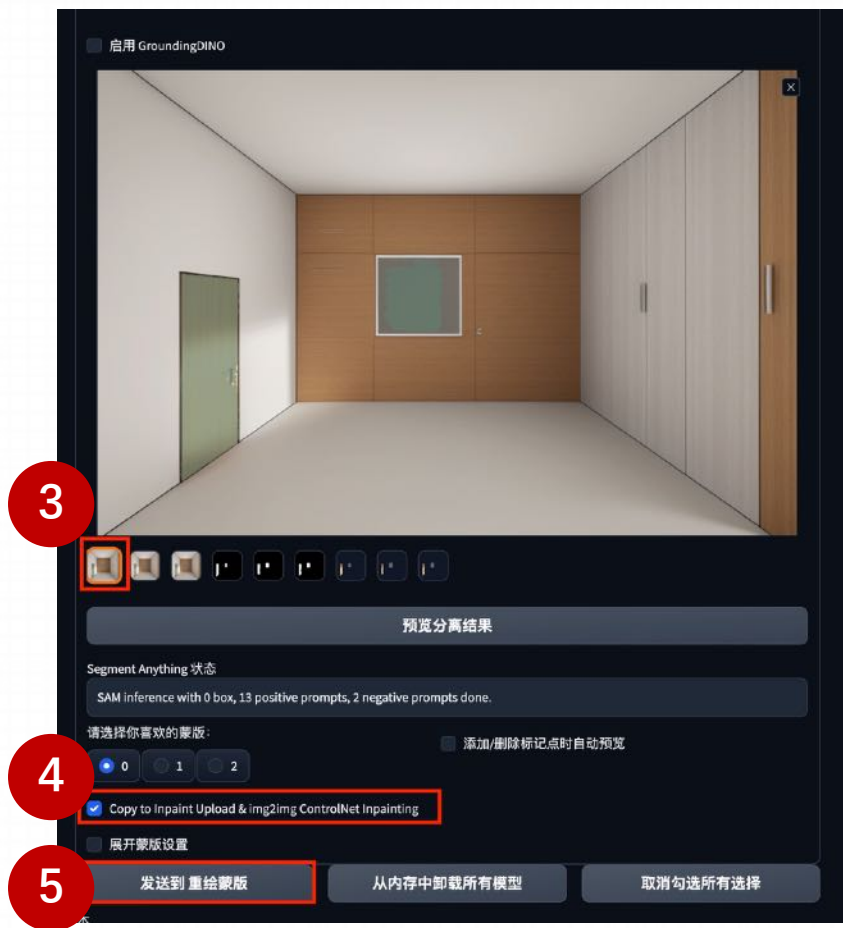 启用 GroundingDINO
3
预览分离结果
Segment Anything 状态
SAM inference with 0 box, 13 positive prompts, 2 negative prompts done.
请选择你喜欢的蒙版:
添加/删除标记点时自动预览
0 1 2
4
Copy to Inpaint Upload & img2img ControlNet Inpainting
展开蒙版设置
5
发送到 重绘蒙版 从内存中卸载所有模型 取消勾选所有选择